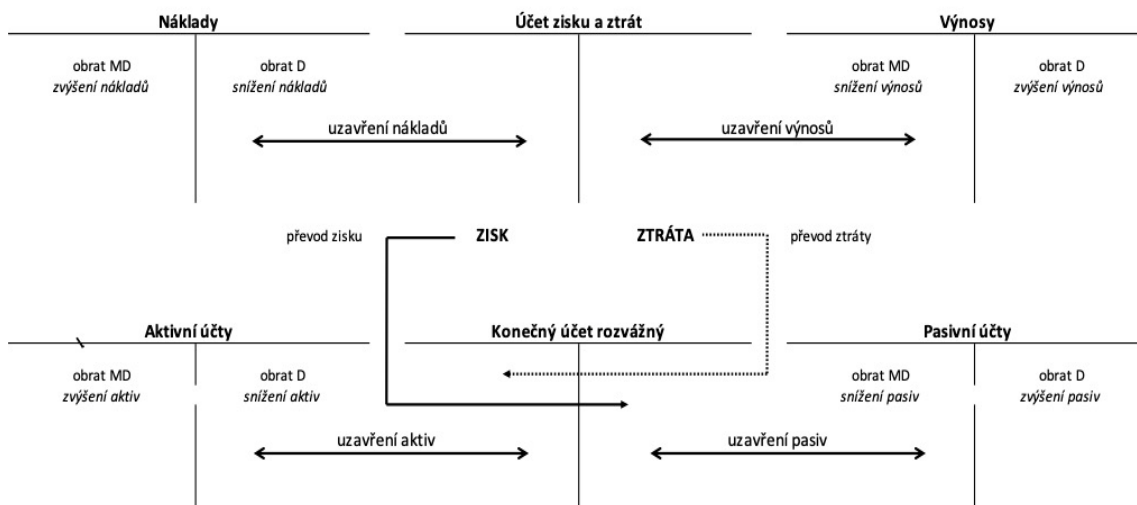 Náklady
Účet zisku a ztrát
Výnosy
obrat MD
zvýšení nákladů
obrat D
snížení nákladů
obrat MD
snížení výnosů
obrat D
zvýšení výnosů
uzavření nákladů
uzavření výnosů
převod zisku
ZISK
ZTRÁTA
převod ztráty
Aktivní účty
Konečný účet rozvážný
Pasivní účty
obrat MD
zvýšení aktiv
obrat D
snížení aktiv
obrat MD
snížení pasiv
obrat D
zvýšení pasiv
uzavření aktiv
uzavření pasiv